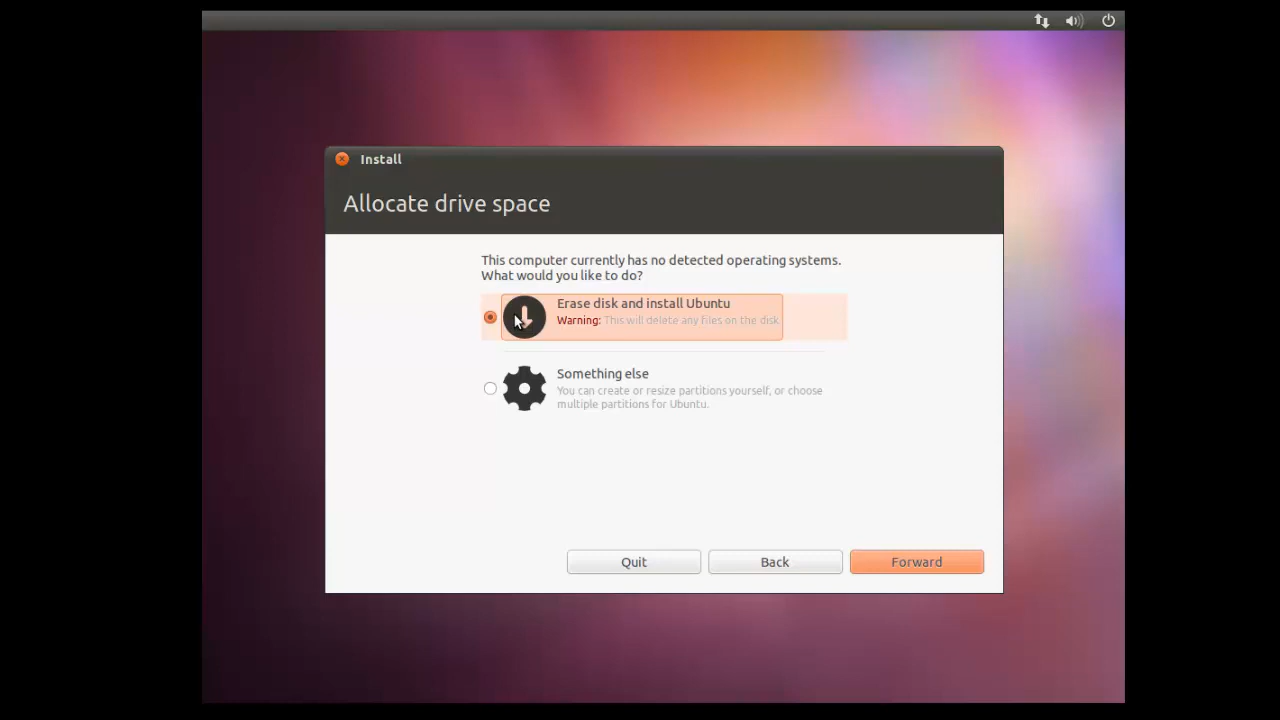 Install
Allocate drive space
This computer currently has no detected operating systems.
What would you like to do?
Erase disk and install Ubuntu
Warning: This will delete any files on the disk.
Something else
You can create or resize partitions yourself, or choose
multiple partitions for Ubuntu.
Quit
Back
Forward